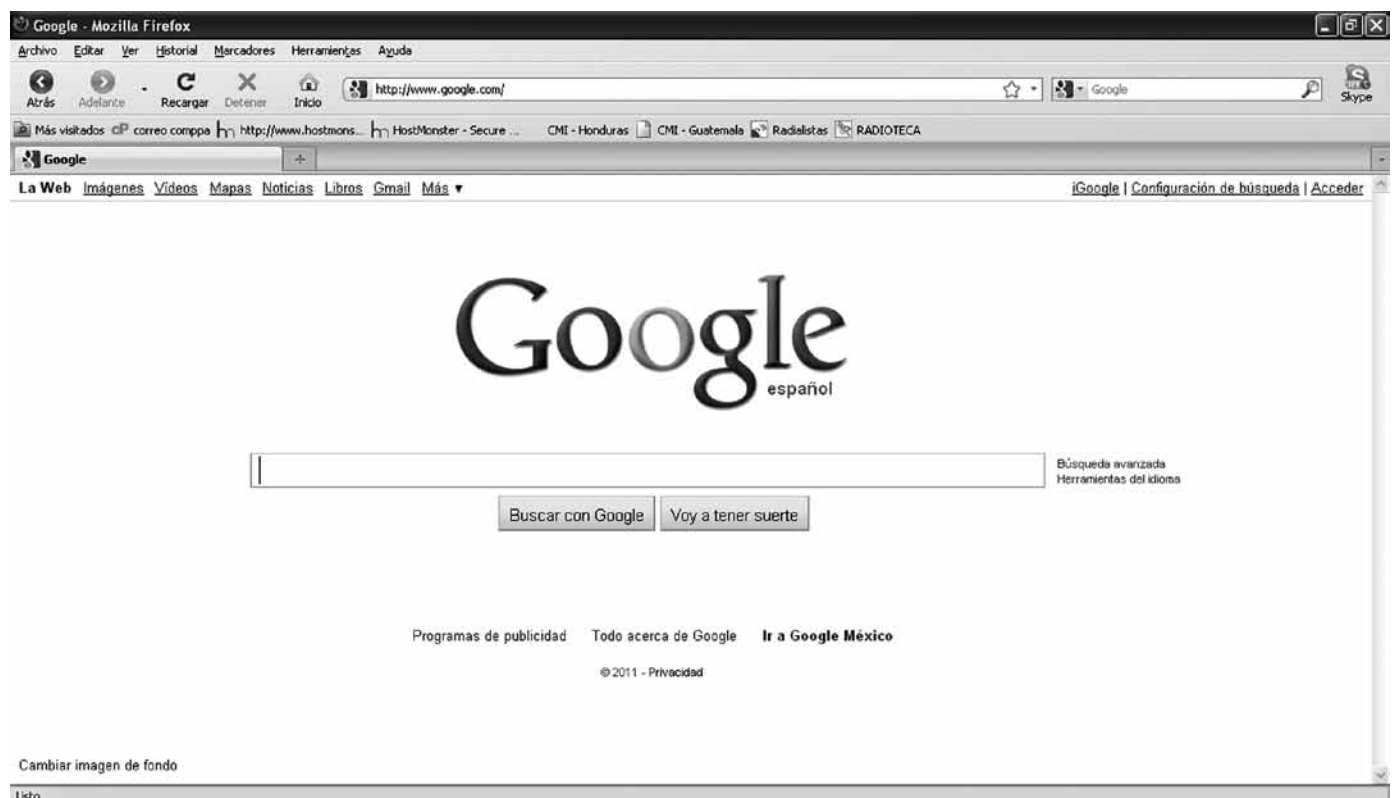 Google - Mozilla Firefox
Archivo Editar Ver Historial Marcadores Herramientas Ayuda
Atrás Adelante Recargar Detener Inicio http://www.google.com/ Google Skype
Más visitados cP correo comppa http://www.hostmons... HostMonster - Secure ... CMI - Honduras CMI - Guatemala Radialistas RADIOTECA
Google
La Web Imágenes Vídeos Mapas Noticias Libros Gmail Más ▼ iGoogle | Configuración de búsqueda | Acceder
Google
español
Búsqueda avanzada
Herramientas del idioma
Buscar con Google Voy a tener suerte
Programas de publicidad Todo acerca de Google Ir a Google México
© 2011 - Privacidad
Cambiar imagen de fondo
Listo